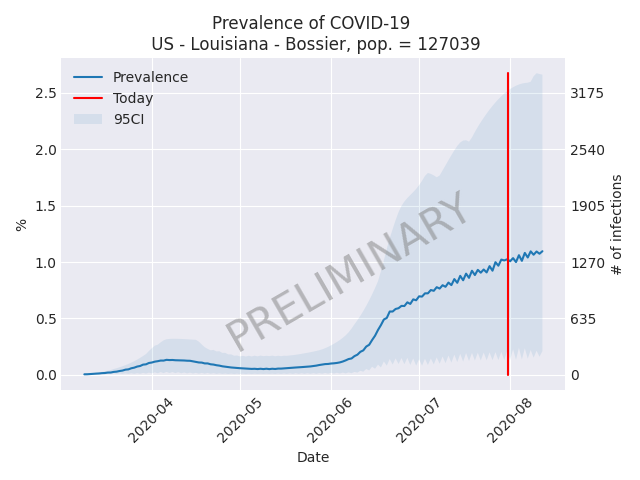 Prevalence of COVID-19
US - Louisiana - Bossier, pop. = 127039
Prevalence
Today
95CI
2.5
2.0
1.5
1.0
0.5
0.0
%
3175
2540
1905
1270
635
0
# of infections
PRELIMINARY
2020-04
2020-05
2020-06
2020-07
2020-08
Date